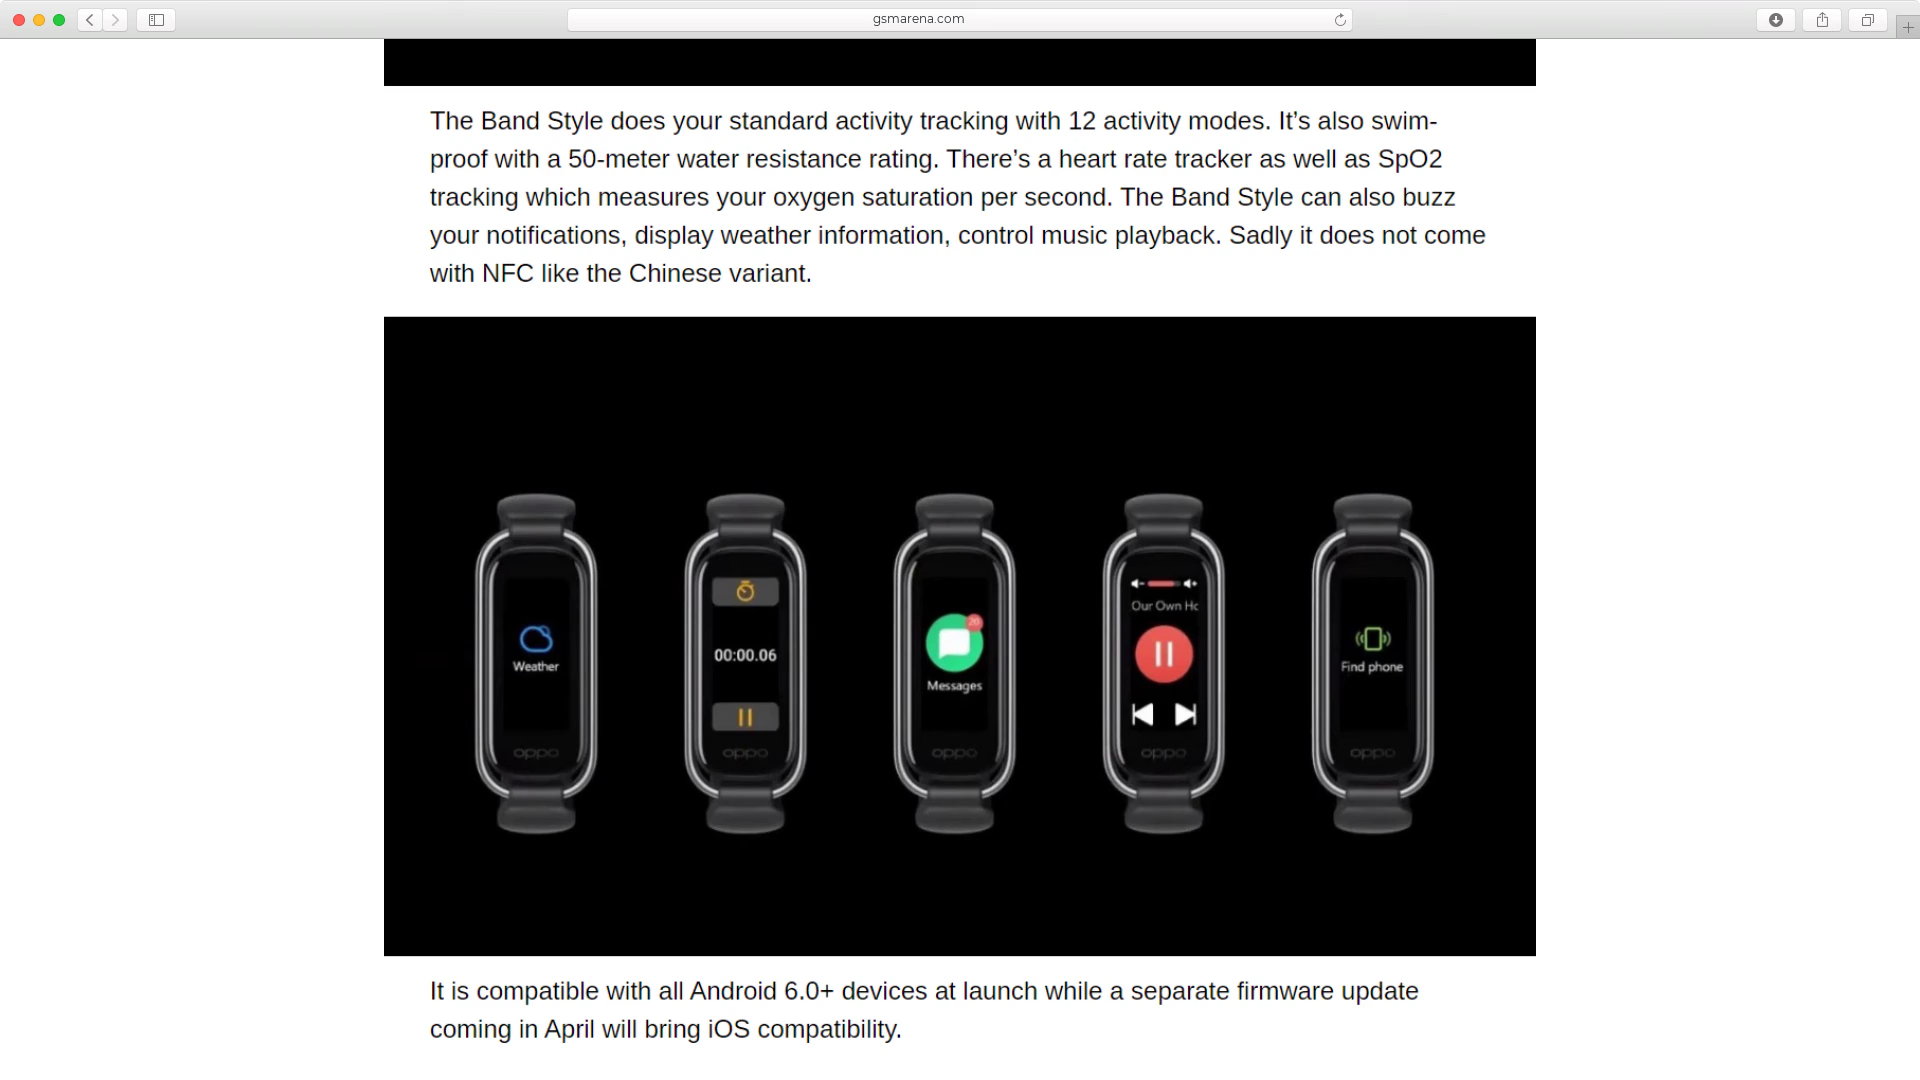 gsmarena.com
The Band Style does your standard activity tracking with 12 activity modes. It’s also swim-
proof with a 50-meter water resistance rating. There’s a heart rate tracker as well as SpO2
tracking which measures your oxygen saturation per second. The Band Style can also buzz
your notifications, display weather information, control music playback. Sadly it does not come
with NFC like the Chinese variant.
Weather
oppo
00:00.06
oppo
20
Messages
oppo
Our Own Ho
oppo
Find phone
oppo
It is compatible with all Android 6.0+ devices at launch while a separate firmware update
coming in April will bring iOS compatibility.